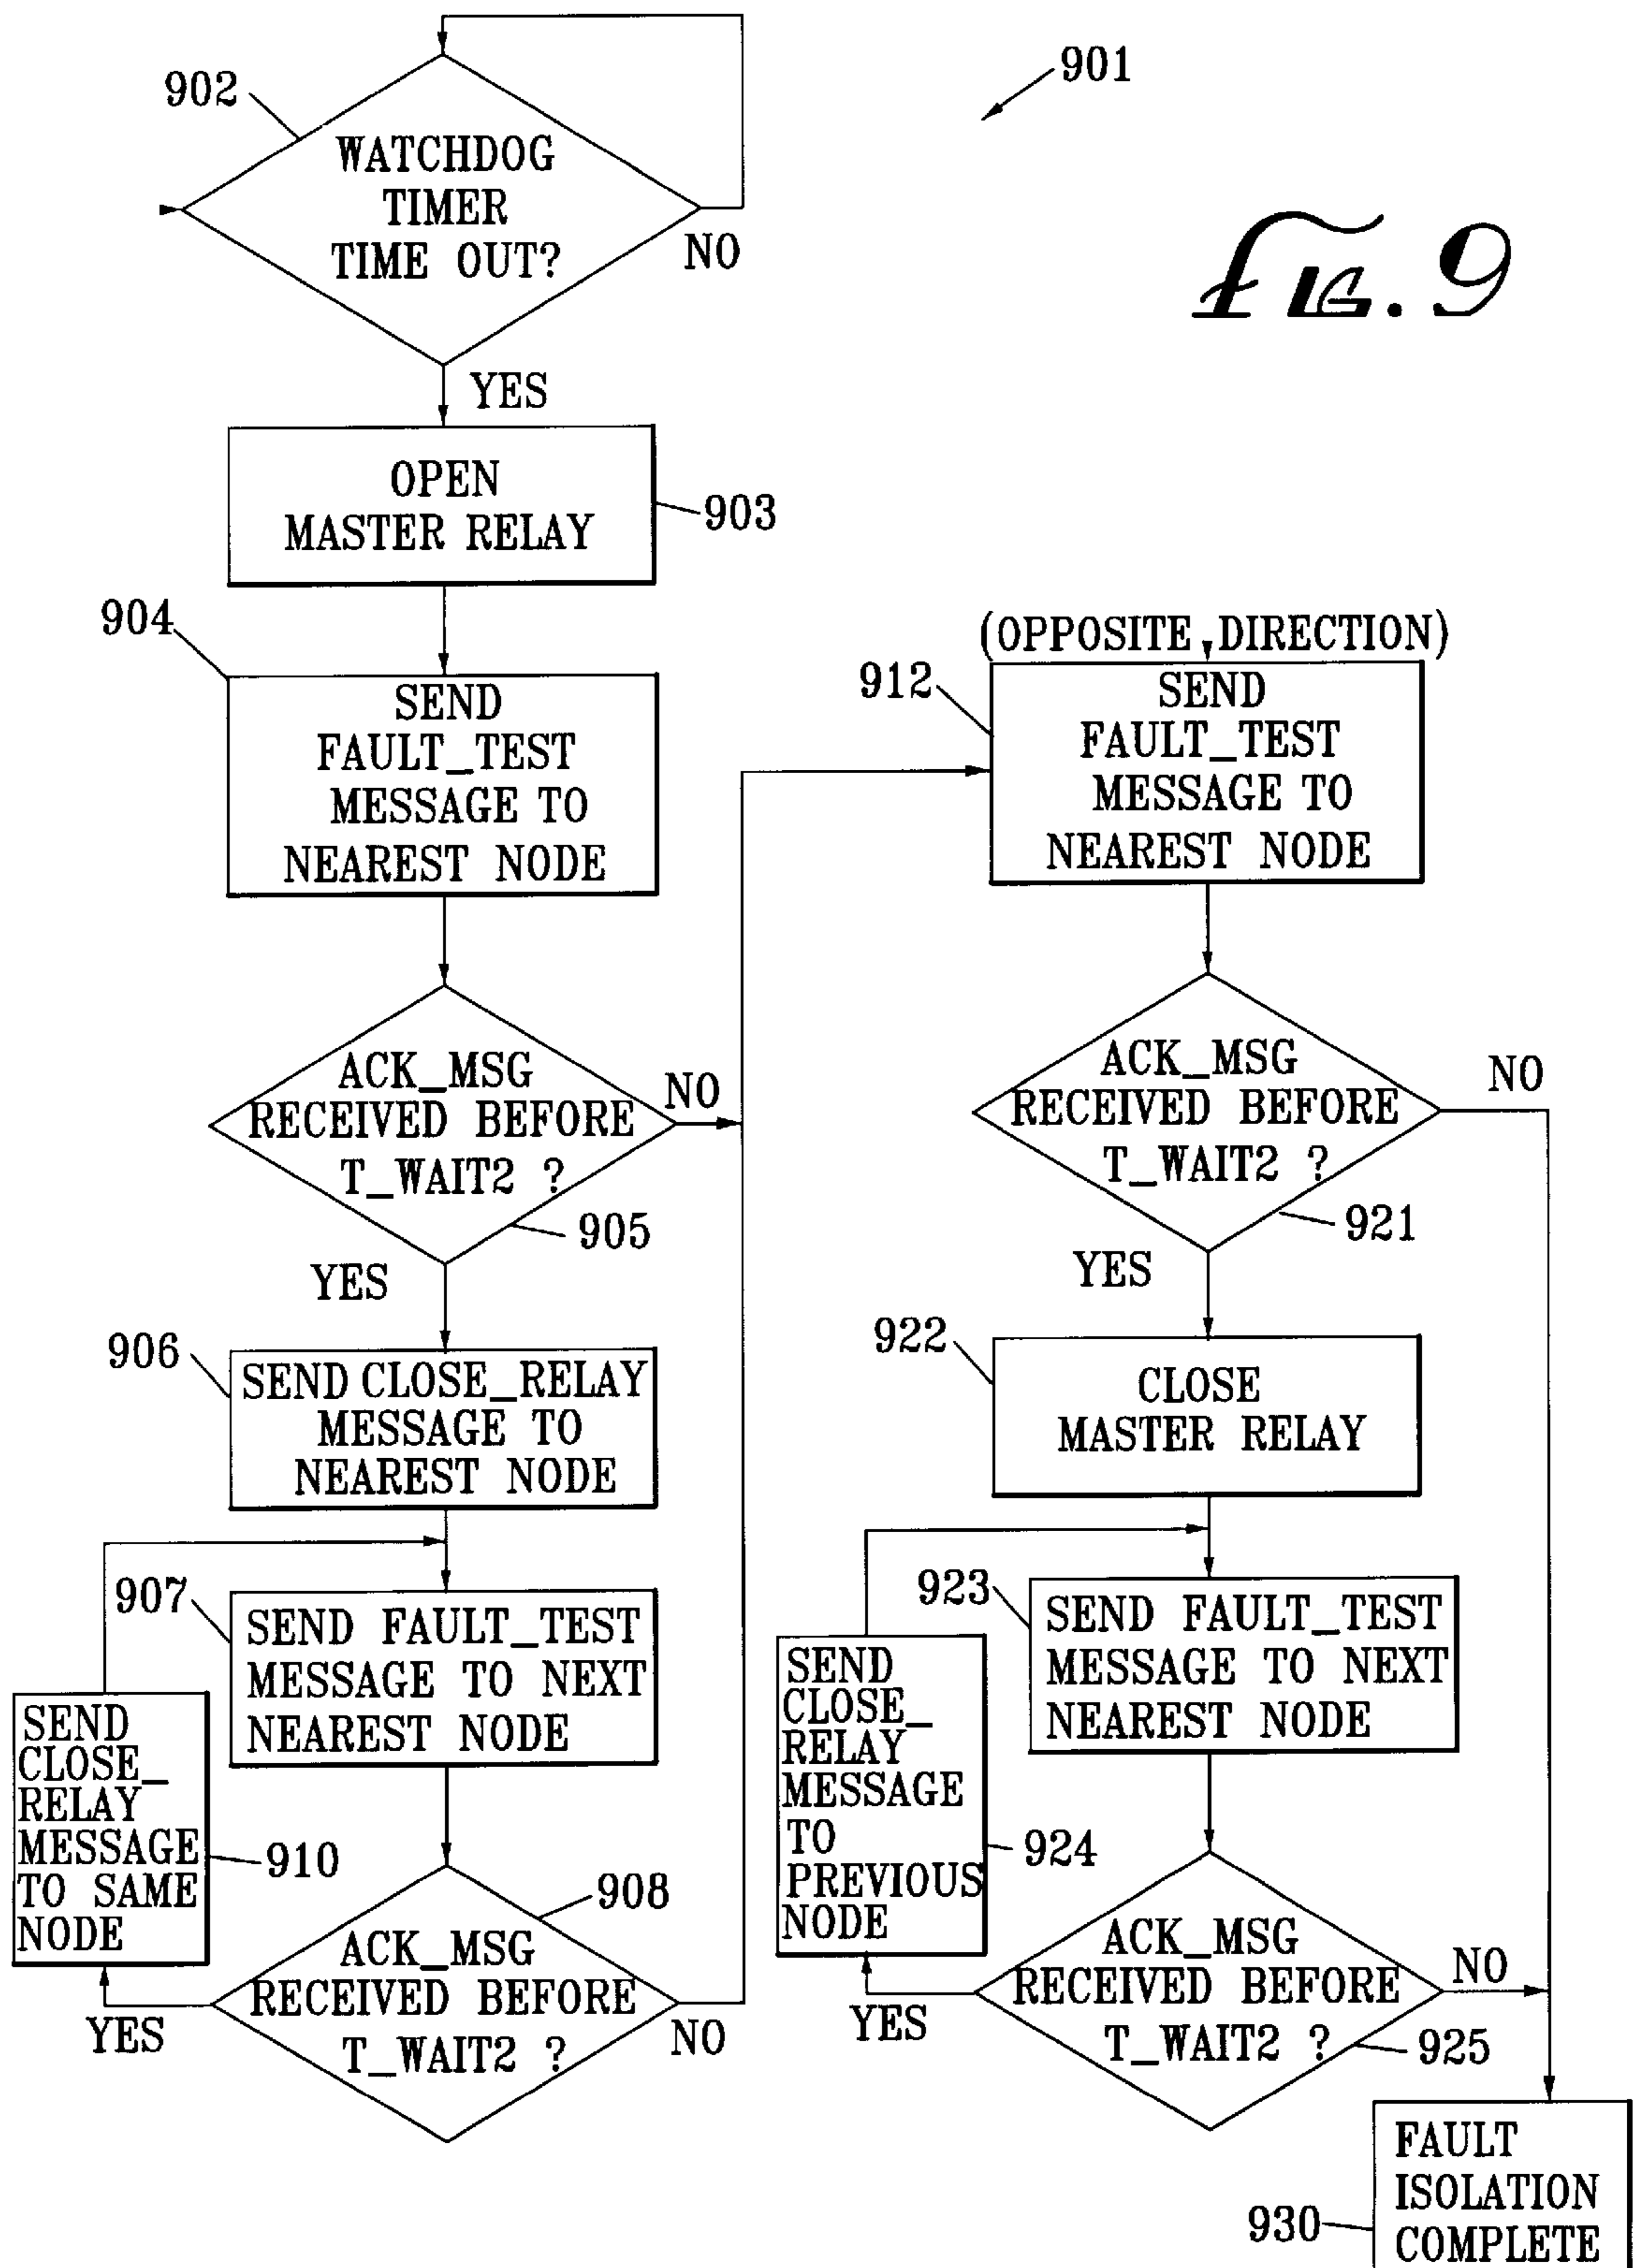 901
902
WATCHDOG
TIMER
TIME OUT?
NO
FIG. 9
YES
OPEN
MASTER RELAY
903
904
SEND
FAULT_TEST
MESSAGE TO
NEAREST NODE
ACK_MSG
RECEIVED BEFORE
T_WAIT2 ?
NO
905
YES
906
SEND CLOSE_RELAY
MESSAGE TO
NEAREST NODE
907
SEND FAULT_TEST
MESSAGE TO NEXT
NEAREST NODE
SEND
CLOSE_
RELAY
MESSAGE
TO SAME
NODE
910
908
ACK_MSG
RECEIVED BEFORE
T_WAIT2 ?
YES
NO
(OPPOSITE DIRECTION)
912
SEND
FAULT_TEST
MESSAGE TO
NEAREST NODE
ACK_MSG
RECEIVED BEFORE
T_WAIT2 ?
NO
921
YES
922
CLOSE
MASTER RELAY
923
SEND FAULT_TEST
MESSAGE TO NEXT
NEAREST NODE
SEND
CLOSE_
RELAY
MESSAGE
TO
PREVIOUS
NODE
924
ACK_MSG
RECEIVED BEFORE
T_WAIT2 ?
YES
NO
925
FAULT
ISOLATION
COMPLETE
930